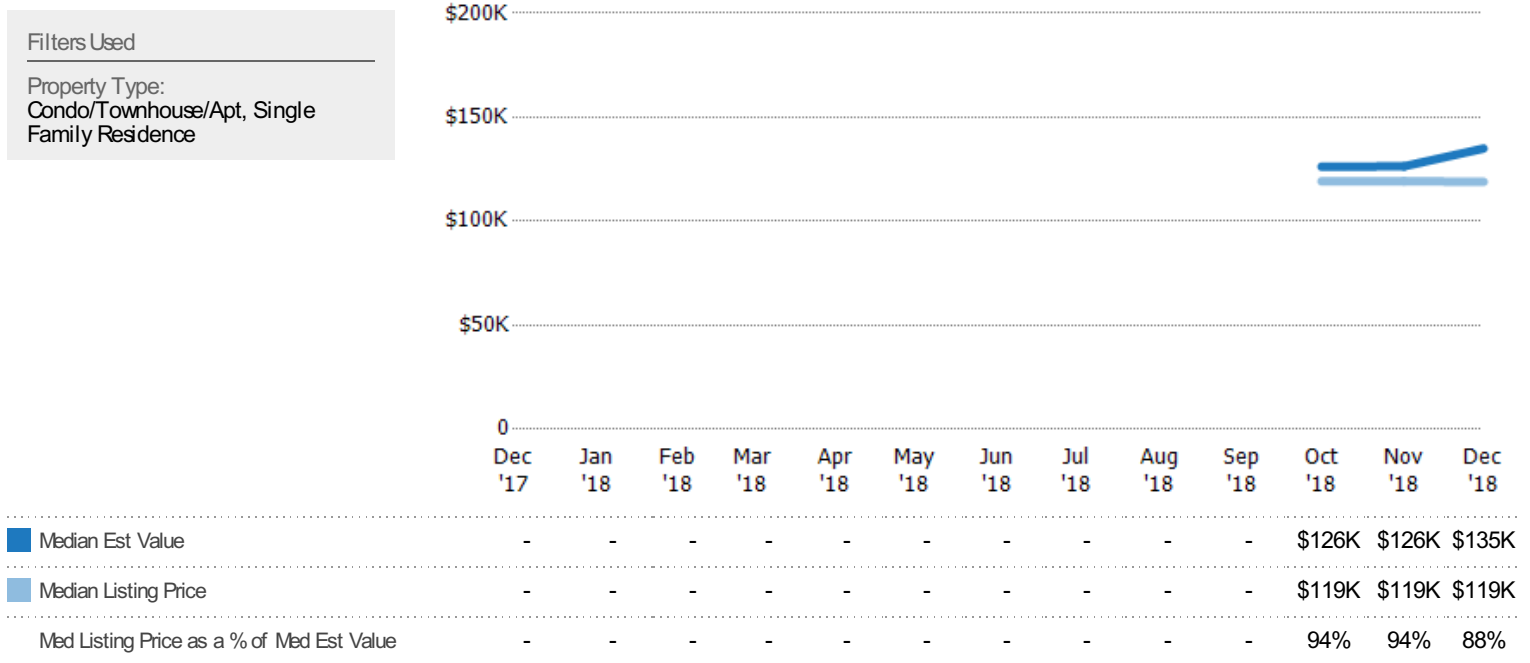 Filters Used
Property Type:
Condo/Townhouse/Apt, Single
Family Residence
$200K
$150K
$100K
$50K
0
Dec Jan Feb Mar Apr May Jun Jul Aug Sep Oct Nov Dec
'17 '18 '18 '18 '18 '18 '18 '18 '18 '18 '18 '18 '18
Median Est Value - - - - - - - - - - $126K $126K $135K
Median Listing Price - - - - - - - - - - $119K $119K $119K
Med Listing Price as a % of Med Est Value - - - - - - - - - - 94% 94% 88%